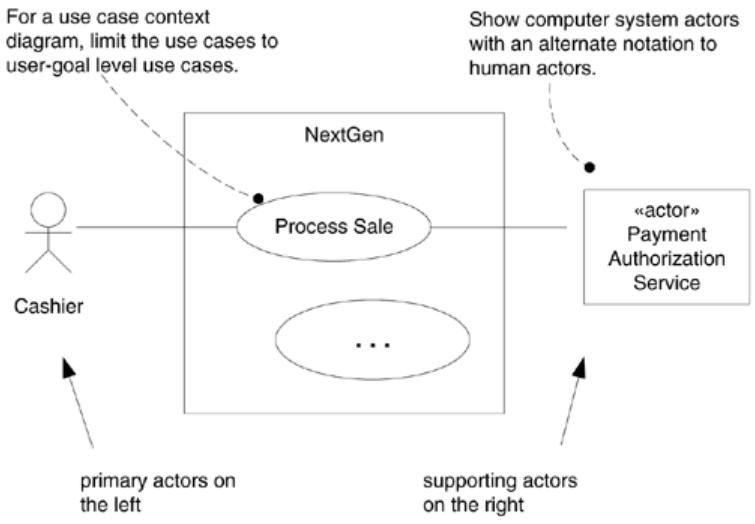 For a use case context
diagram, limit the use cases to
user-goal level use cases.
Show computer system actors
with an alternate notation to
human actors.
NextGen
Process Sale
«actor»
Payment
Authorization
Service
Cashier
. . .
primary actors on
the left
supporting actors
on the right